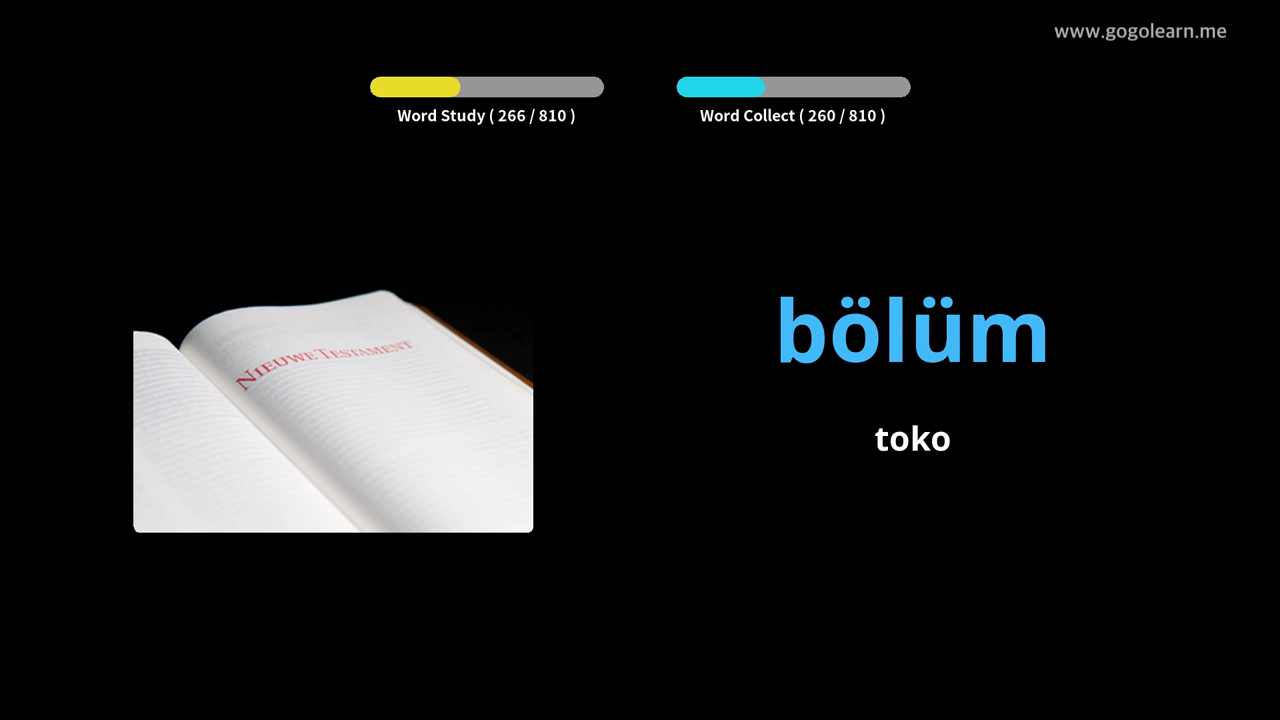 www.gogolearn.me
Word Study ( 266 / 810 )
Word Collect ( 260 / 810 )
NIEUWE TESTAMENT
bölüm
toko